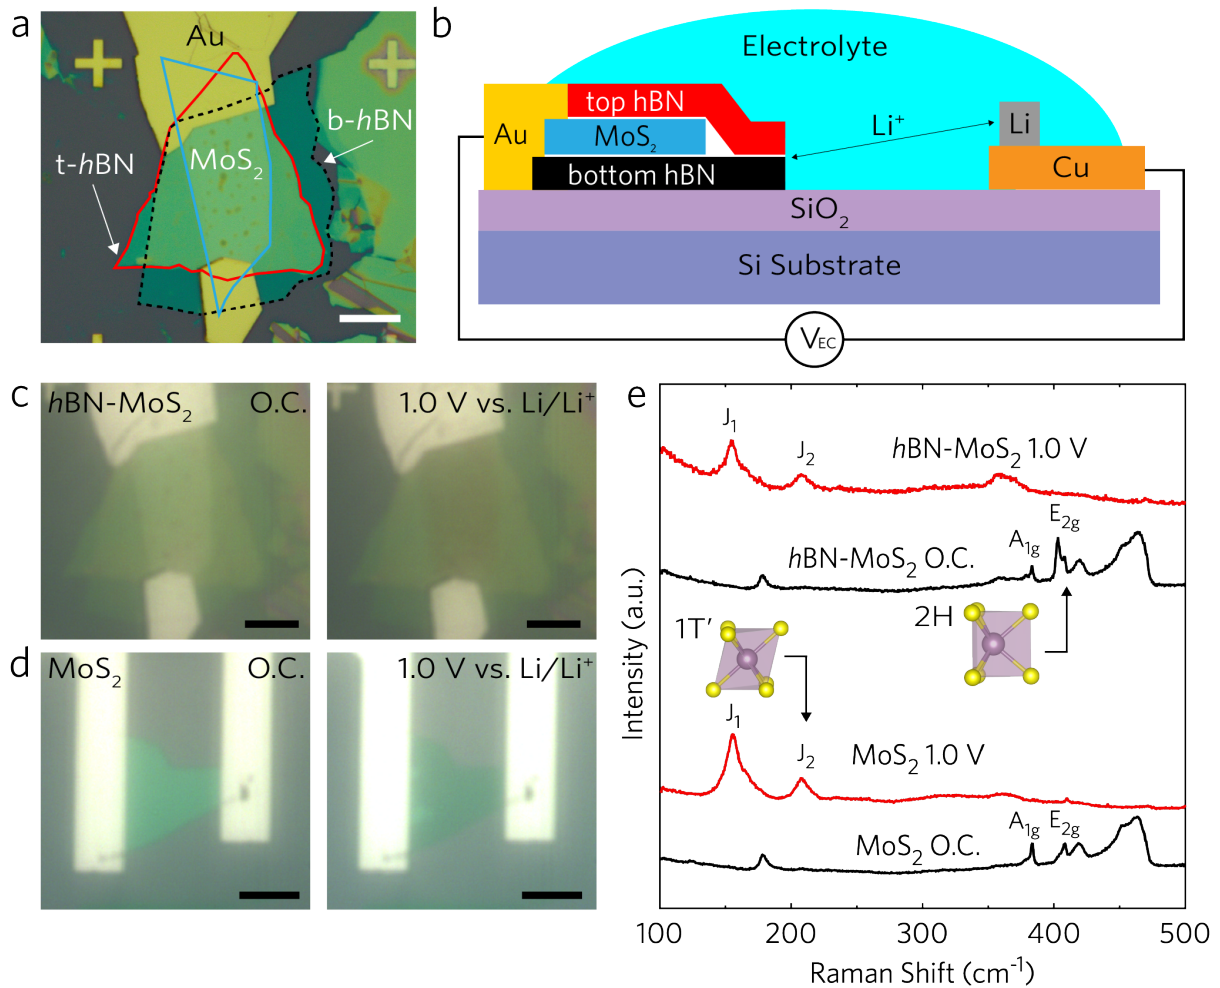 a
Au
b-hBN
t-hBN
MoS₂
b
Electrolyte
top hBN
Au
MoS₂
bottom hBN
Li⁺
Li
Cu
SiO₂
Si Substrate
V_EC
c
hBN-MoS₂ O.C.
1.0 V vs. Li/Li⁺
d
MoS₂ O.C.
1.0 V vs. Li/Li⁺
e
J₁
J₂
hBN-MoS₂ 1.0 V
A₁g
E₂g
hBN-MoS₂ O.C.
1T′
2H
J₁
J₂
MoS₂ 1.0 V
A₁g
E₂g
MoS₂ O.C.
Intensity (a.u.)
100 200 300 400 500
Raman Shift (cm⁻¹)